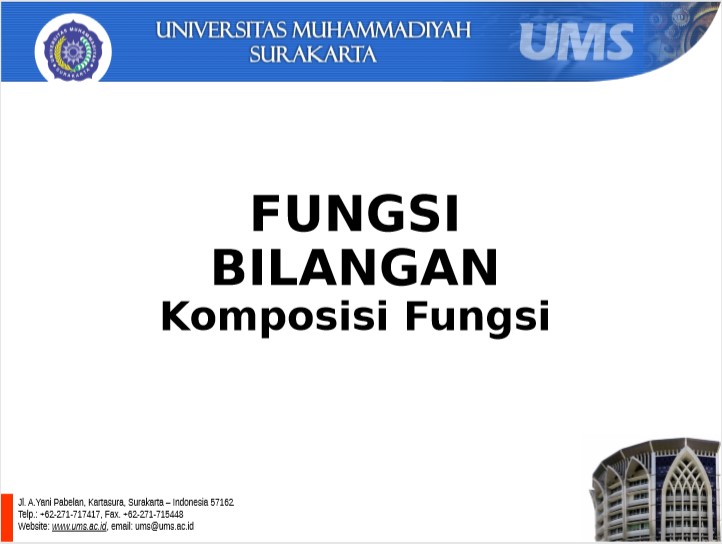 UNIVERSITAS MUHAMMADIYAH
SURAKARTA
UMS
FUNGSI
BILANGAN
Komposisi Fungsi
Jl. A.Yani Pabelan, Kartasura, Surakarta – Indonesia 57162
Telp.: +62-271-717417, Fax. +62-271-715448
Website: www.ums.ac.id, email: ums@ums.ac.id